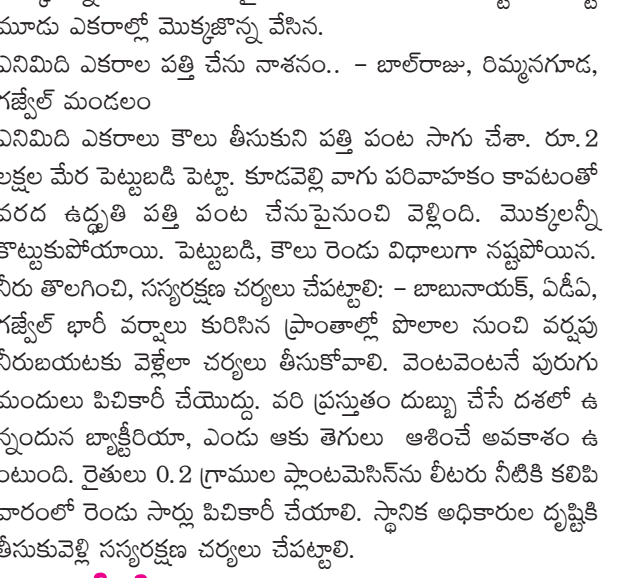 మూడు ఎకరాల్లో మొక్కజొన్న వేసిన.
ఎనిమిది ఎకరాల పత్తి చేను నాశనం.. – బాల్‌రాజు, రిమ్మనగూడ,
గజ్వేల్ మండలం
ఎనిమిది ఎకరాలు కౌలు తీసుకుని పత్తి పంట సాగు చేశా. రూ.2
లక్షల మేర పెట్టుబడి పెట్టా. కూడవెల్లి వాగు పరివాహకం కావటంతో
వరద ఉద్ధృతి పత్తి పంట చేనుపైనుంచి వెళ్లింది. మొక్కలన్నీ
కొట్టుకుపోయాయి. పెట్టుబడి, కౌలు రెండు విధాలుగా నష్టపోయిన.
నీరు తొలగించి, సస్యరక్షణ చర్యలు చేపట్టాలి: – బాబునాయక్, ఏడీఏ,
గజ్వేల్ భారీ వర్షాలు కురిసిన ప్రాంతాల్లో పొలాల నుంచి వర్షపు
నీరుబయటకు వెళ్లేలా చర్యలు తీసుకోవాలి. వెంటవెంటనే పురుగు
మందులు పిచికారీ చేయొద్దు. వరి ప్రస్తుతం దుబ్బు చేసే దశలో ఉ
న్నందున బ్యాక్టీరియా, ఎండు ఆకు తెగులు ఆశించే అవకాశం ఉ
ంటుంది. రైతులు 0.2 గ్రాముల ప్లాంటమెసిన్‌ను లీటరు నీటికి కలిపి
వారంలో రెండు సార్లు పిచికారీ చేయాలి. స్థానిక అధికారుల దృష్టికి
తీసుకువెళ్లి సస్యరక్షణ చర్యలు చేపట్టాలి.